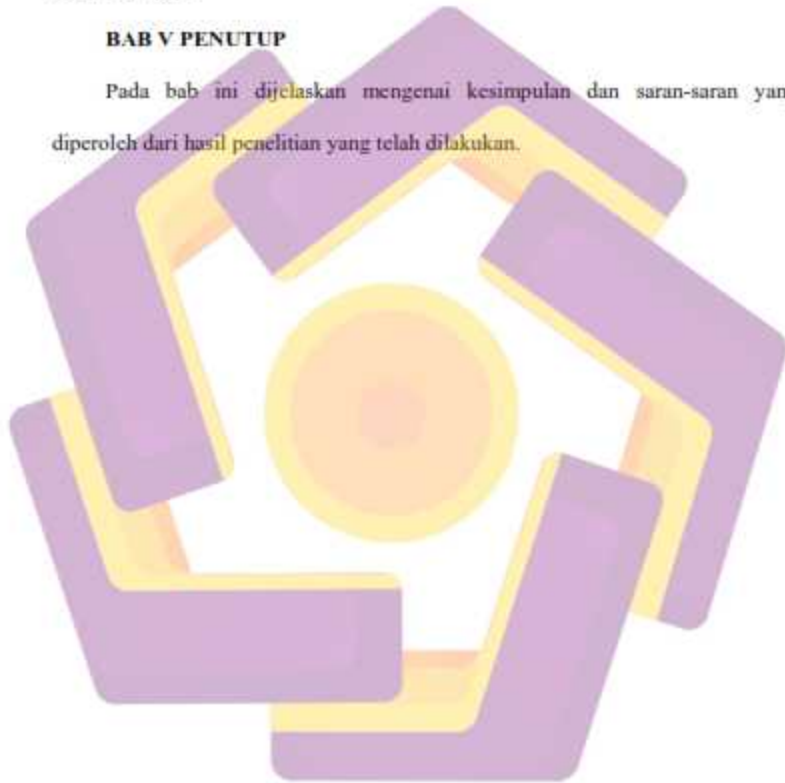 BAB V PENUTUP
Pada bab ini dijelaskan mengenai kesimpulan dan saran-saran yan
diperoleh dari hasil penelitian yang telah dilakukan.